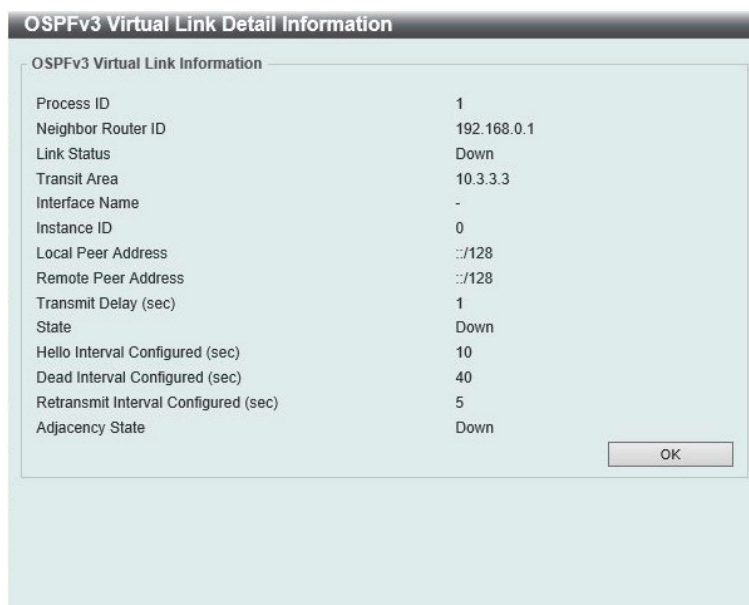 OSPFv3 Virtual Link Detail Information
OSPFv3 Virtual Link Information
Process ID 1
Neighbor Router ID 192.168.0.1
Link Status Down
Transit Area 10.3.3.3
Interface Name -
Instance ID 0
Local Peer Address ::/128
Remote Peer Address ::/128
Transmit Delay (sec) 1
State Down
Hello Interval Configured (sec) 10
Dead Interval Configured (sec) 40
Retransmit Interval Configured (sec) 5
Adjacency State Down
OK